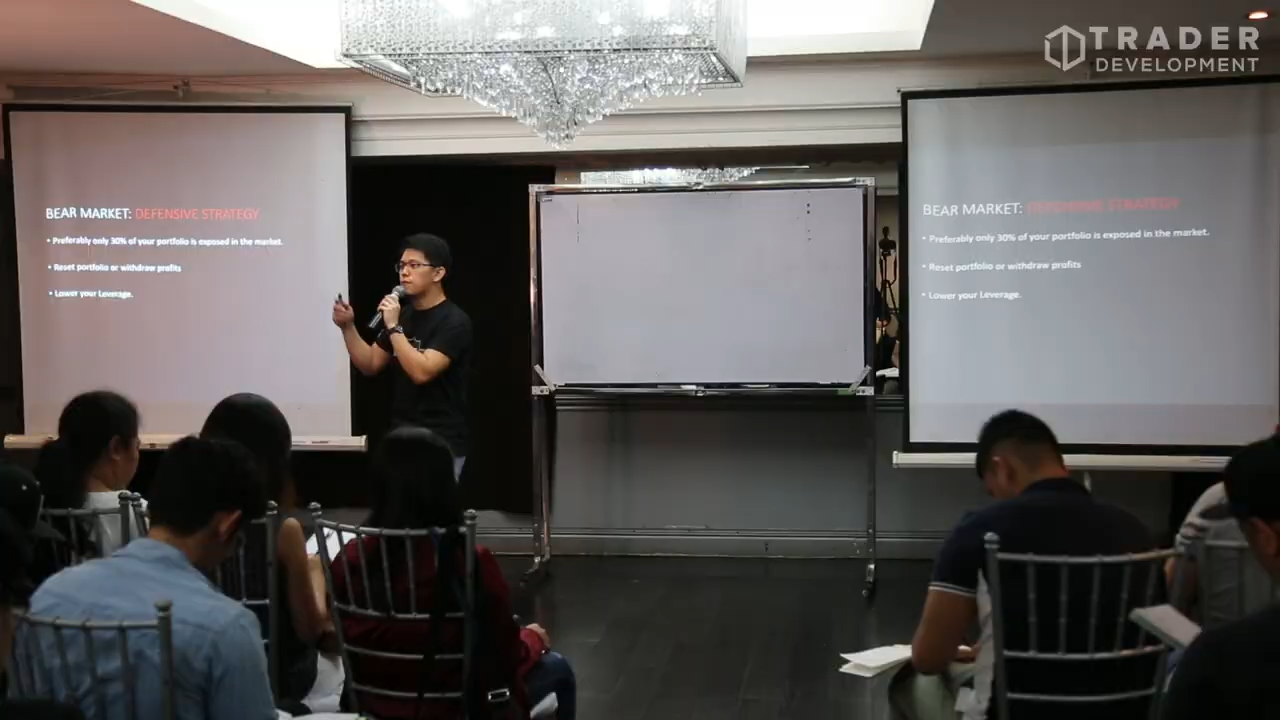 TRADER
DEVELOPMENT
BEAR MARKET: DEFENSIVE STRATEGY
• Preferably only 30% of your portfolio is exposed in the market.
• Reset portfolio or withdraw profits
• Lower your Leverage.
BEAR MARKET: DEFENSIVE STRATEGY
• Preferably only 30% of your portfolio is exposed in the market.
• Reset portfolio or withdraw profits
• Lower your Leverage.